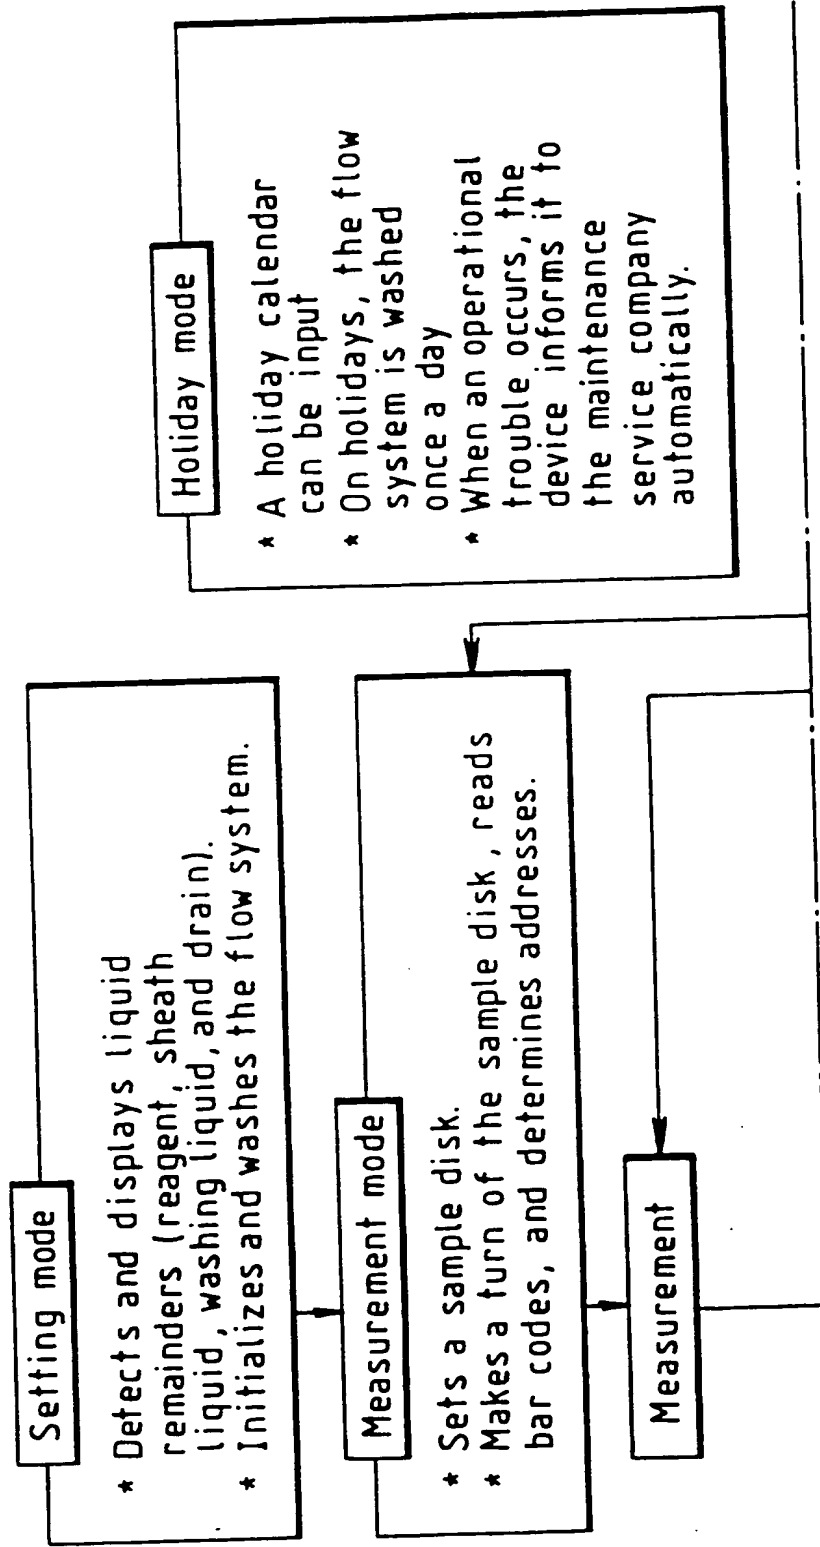 Setting mode
* Detects and displays liquid
remainders (reagent, sheath
liquid, washing liquid, and drain).
* Initializes and washes the flow system.
Measurement mode
* Sets a sample disk.
* Makes a turn of the sample disk, reads
bar codes, and determines addresses.
Measurement
Holiday mode
* A holiday calendar
can be input
* On holidays, the flow
system is washed
once a day
* When an operational
trouble occurs, the
device informs it to
the maintenance
service company
automatically.